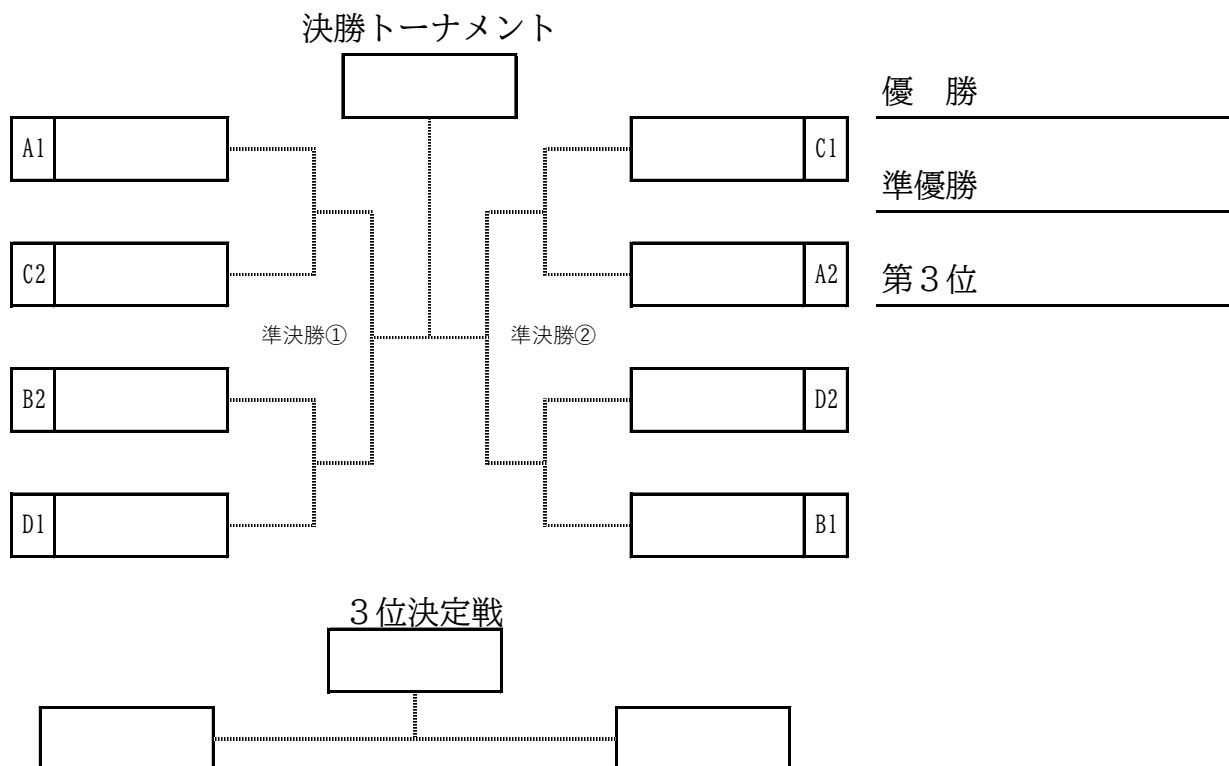 決勝トーナメント
優　勝
A1
C1
準優勝
C2
A2
第３位
準決勝①
準決勝②
B2
D2
D1
B1
３位決定戦